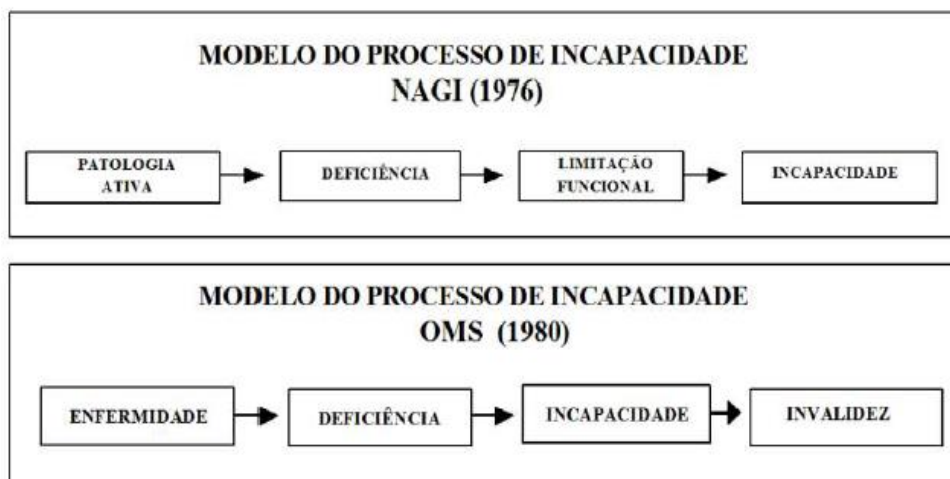 MODELO DO PROCESSO DE INCAPACIDADE
NAGI (1976)
PATOLOGIA
ATIVA
DEFICIÊNCIA
LIMITAÇÃO
FUNCIONAL
INCAPACIDADE
MODELO DO PROCESSO DE INCAPACIDADE
OMS (1980)
ENFERMIDADE
DEFICIÊNCIA
INCAPACIDADE
INVALIDEZ